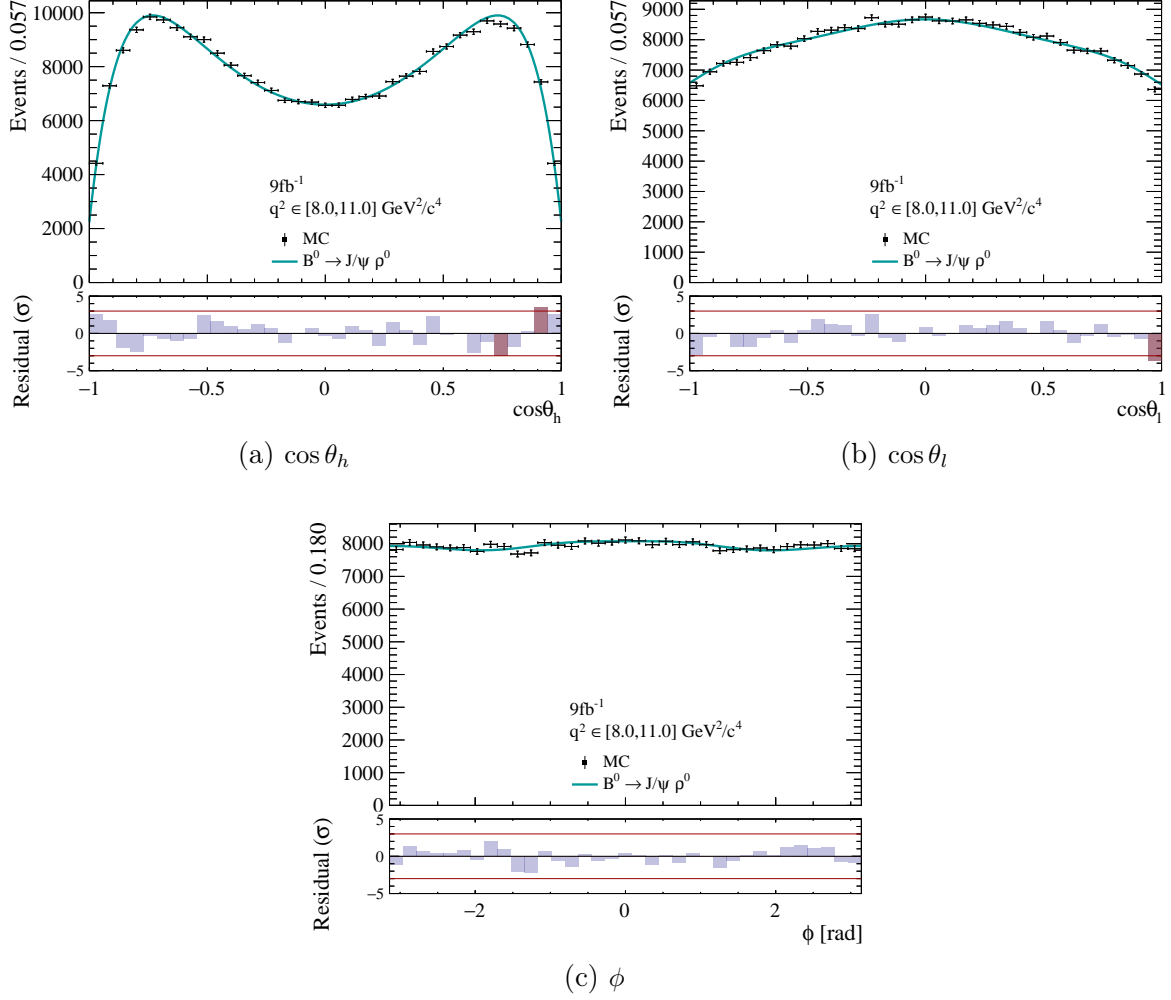 Events / 0.057
10000
8000
6000
4000
2000
0
9fb⁻¹
q² ∈ [8.0,11.0] GeV²/c⁴
MC
B⁰ → J/ψ ρ⁰
Residual (σ)
5
0
−5
−1 −0.5 0 0.5 1
cosθ_h
(a) cos θ_h
Events / 0.057
9000
8000
7000
6000
5000
4000
3000
2000
1000
0
9fb⁻¹
q² ∈ [8.0,11.0] GeV²/c⁴
MC
B⁰ → J/ψ ρ⁰
Residual (σ)
5
0
−5
−1 −0.5 0 0.5 1
cosθ_l
(b) cos θ_l
Events / 0.180
8000
7000
6000
5000
4000
3000
2000
1000
0
9fb⁻¹
q² ∈ [8.0,11.0] GeV²/c⁴
MC
B⁰ → J/ψ ρ⁰
Residual (σ)
5
0
−5
−2 0 2
ϕ [rad]
(c) ϕ